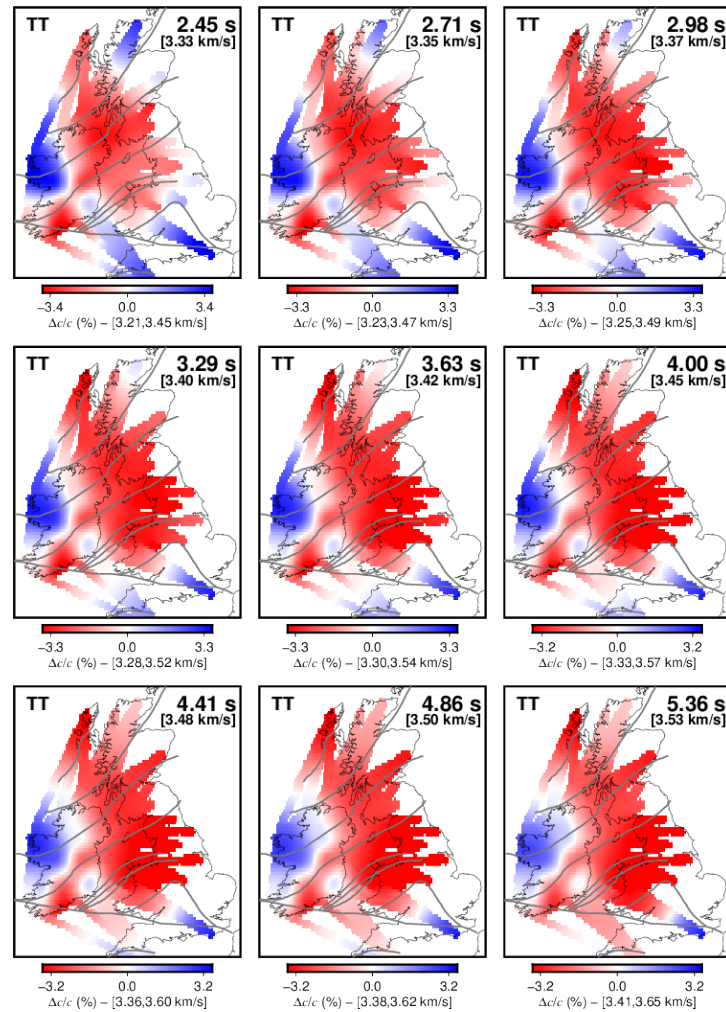 TT 2.45 s
[3.33 km/s]
−3.4 0.0 3.4
Δc/c (%) − [3.21,3.45 km/s]
TT 2.71 s
[3.35 km/s]
−3.3 0.0 3.3
Δc/c (%) − [3.23,3.47 km/s]
TT 2.98 s
[3.37 km/s]
−3.3 0.0 3.3
Δc/c (%) − [3.25,3.49 km/s]
TT 3.29 s
[3.40 km/s]
−3.3 0.0 3.3
Δc/c (%) − [3.28,3.52 km/s]
TT 3.63 s
[3.42 km/s]
−3.3 0.0 3.3
Δc/c (%) − [3.30,3.54 km/s]
TT 4.00 s
[3.45 km/s]
−3.2 0.0 3.2
Δc/c (%) − [3.33,3.57 km/s]
TT 4.41 s
[3.48 km/s]
−3.2 0.0 3.2
Δc/c (%) − [3.36,3.60 km/s]
TT 4.86 s
[3.50 km/s]
−3.2 0.0 3.2
Δc/c (%) − [3.38,3.62 km/s]
TT 5.36 s
[3.53 km/s]
−3.2 0.0 3.2
Δc/c (%) − [3.41,3.65 km/s]